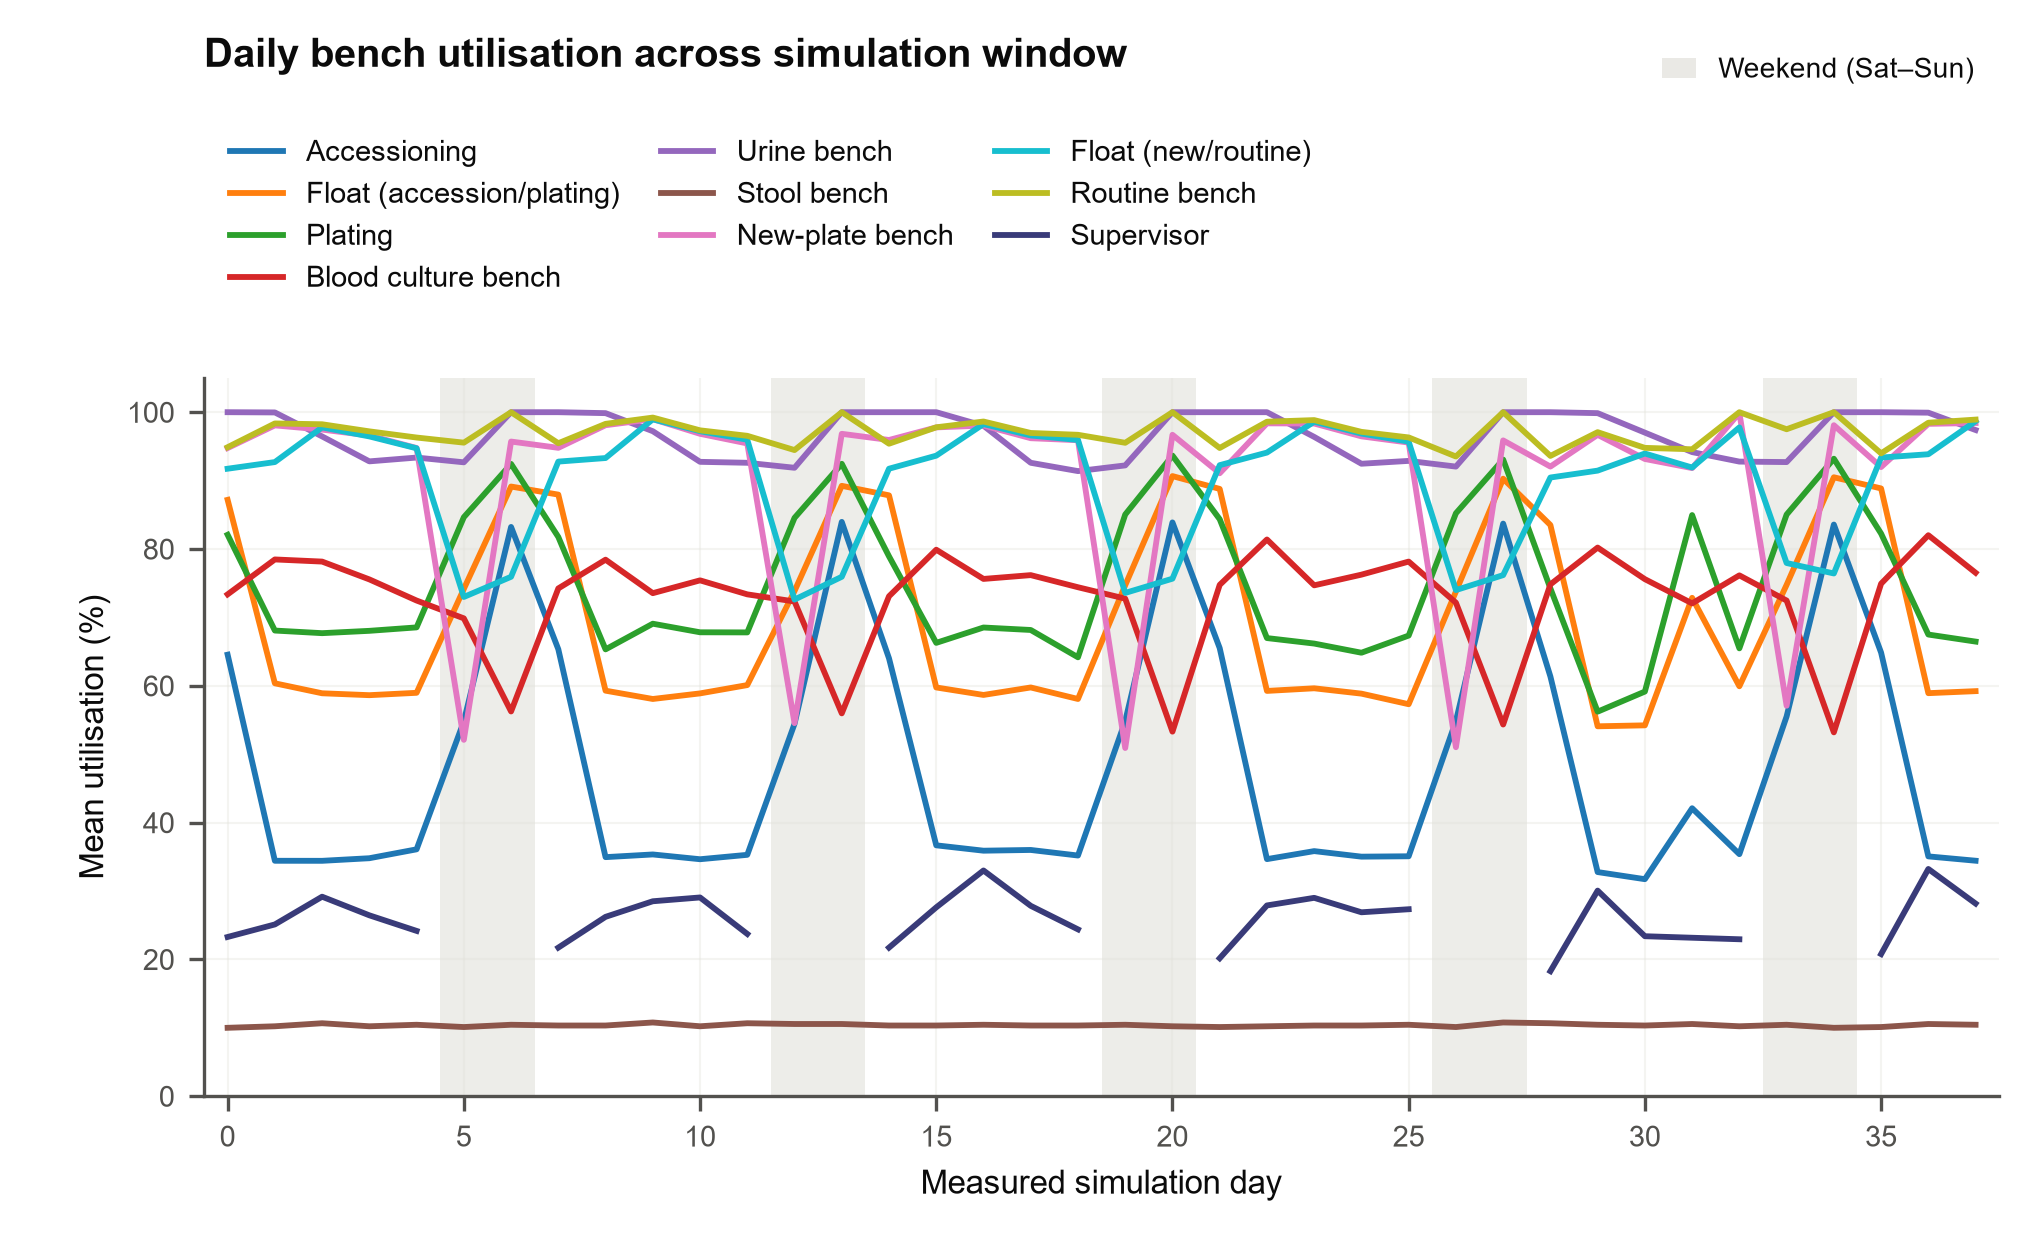 Daily bench utilisation across simulation window
Weekend (Sat–Sun)
Accessioning
Float (accession/plating)
Plating
Blood culture bench
Urine bench
Stool bench
New-plate bench
Float (new/routine)
Routine bench
Supervisor
Mean utilisation (%)
100
80
60
40
20
0
0 5 10 15 20 25 30 35
Measured simulation day